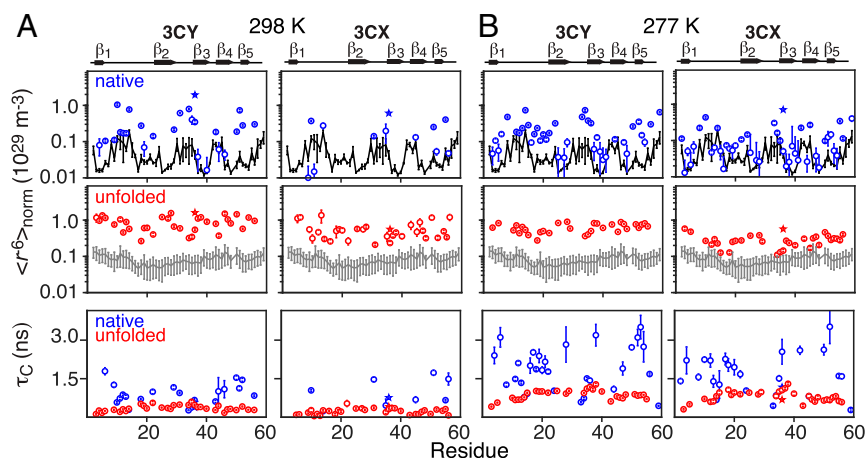 A 298 K B 277 K
3CY 3CX 3CY 3CX
β1 β2 β3 β4 β5 β1 β2 β3 β4 β5 β1 β2 β3 β4 β5 β1 β2 β3 β4 β5
native
1.0
0.1
0.01
unfolded
1.0
0.1
0.01
<r⁶>norm (10²⁹ m⁻³)
native
unfolded
3.0
1.5
τC (ns)
20 40 60 20 40 60 20 40 60 20 40 60
Residue